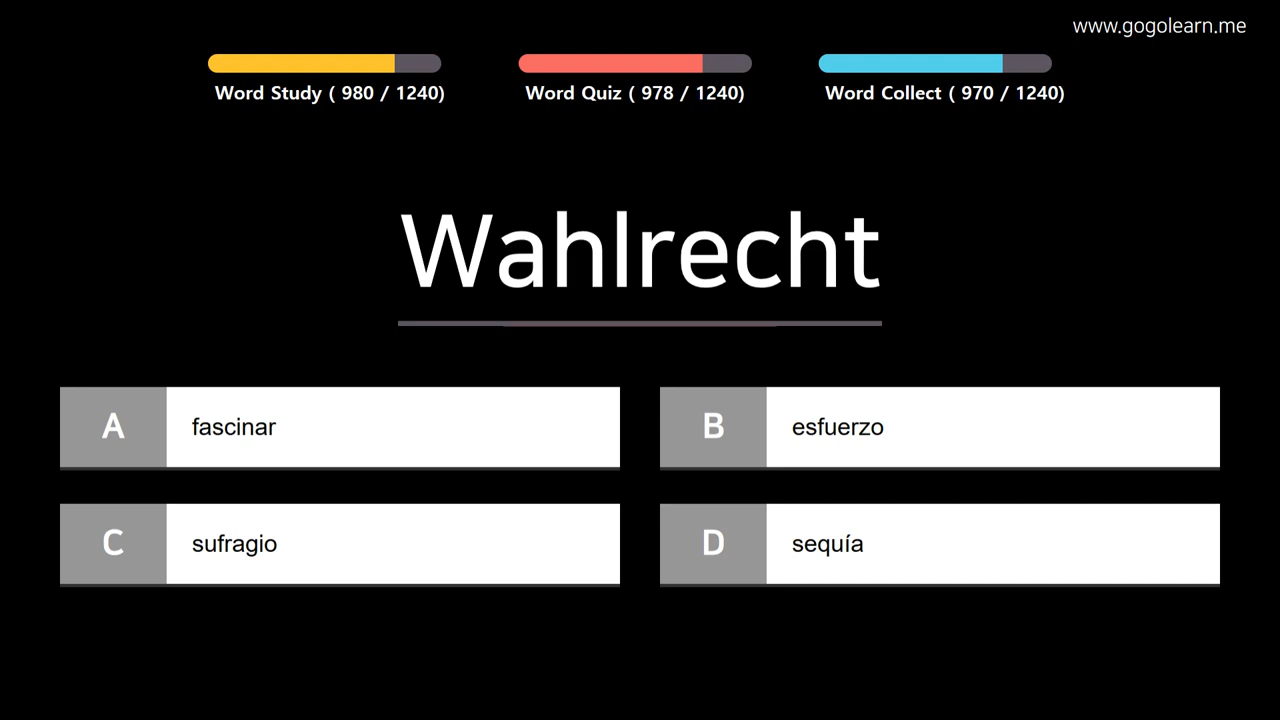 www.gogolearn.me
Word Study ( 980 / 1240)
Word Quiz ( 978 / 1240)
Word Collect ( 970 / 1240)
Wahlrecht
A fascinar
B esfuerzo
C sufragio
D sequía